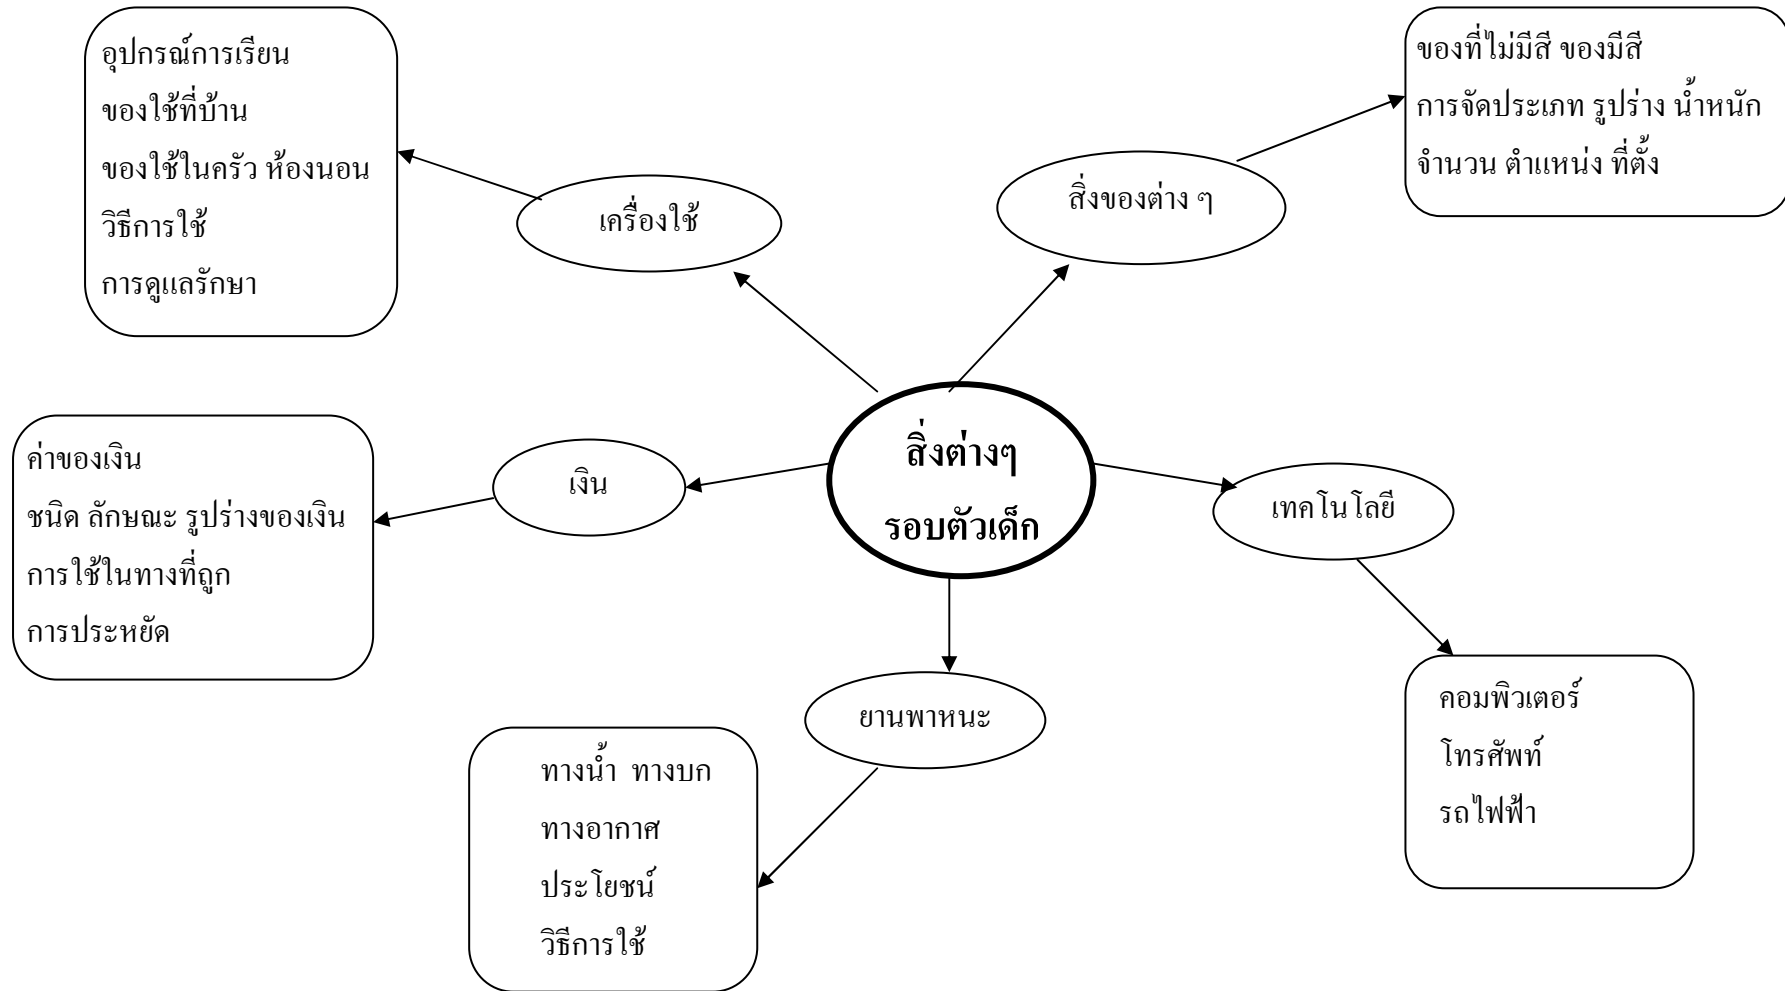 อุปกรณ์การเรียน
ของใช้ที่บ้าน
ของใช้ในครัว ห้องนอน
วิธีการใช้
การดูแลรักษา
เครื่องใช้
สิ่งของต่าง ๆ
ของที่ไม่มีสี ของมีสี
การจัดประเภท รูปร่าง น้ำหนัก
จำนวน ตำแหน่ง ที่ตั้ง
ค่าของเงิน
ชนิด ลักษณะ รูปร่างของเงิน
การใช้ในทางที่ถูก
การประหยัด
เงิน
สิ่งต่างๆ
รอบตัวเด็ก
เทคโนโลยี
ยานพาหนะ
ทางน้ำ ทางบก
ทางอากาศ
ประโยชน์
วิธีการใช้
คอมพิวเตอร์
โทรศัพท์
รถไฟฟ้า